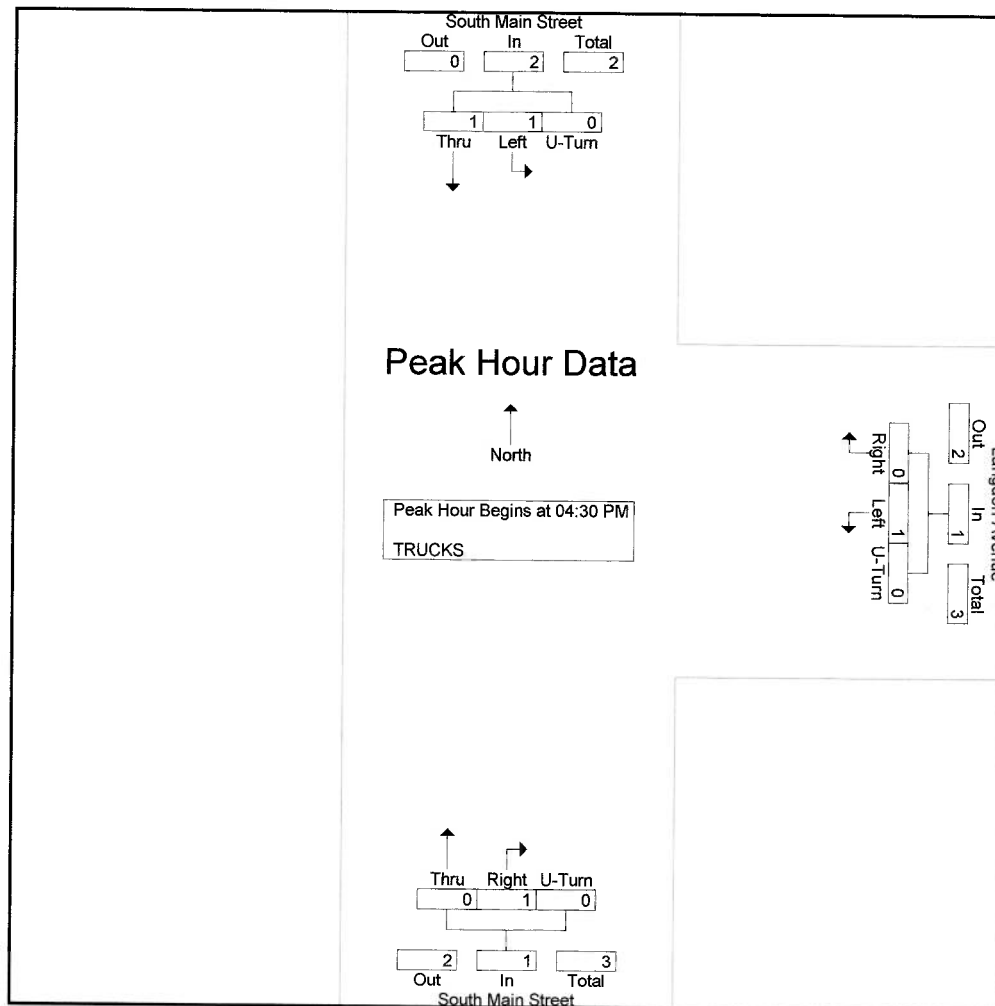 South Main Street
Out In Total
0 2 2
1 1 0
Thru Left U-Turn
Peak Hour Data
North
Peak Hour Begins at 04:30 PM
TRUCKS
Out In Total
2 1 3
0 1 0
Right Left U-Turn
Thru Right U-Turn
0 1 0
2 1 3
Out In Total
South Main Street